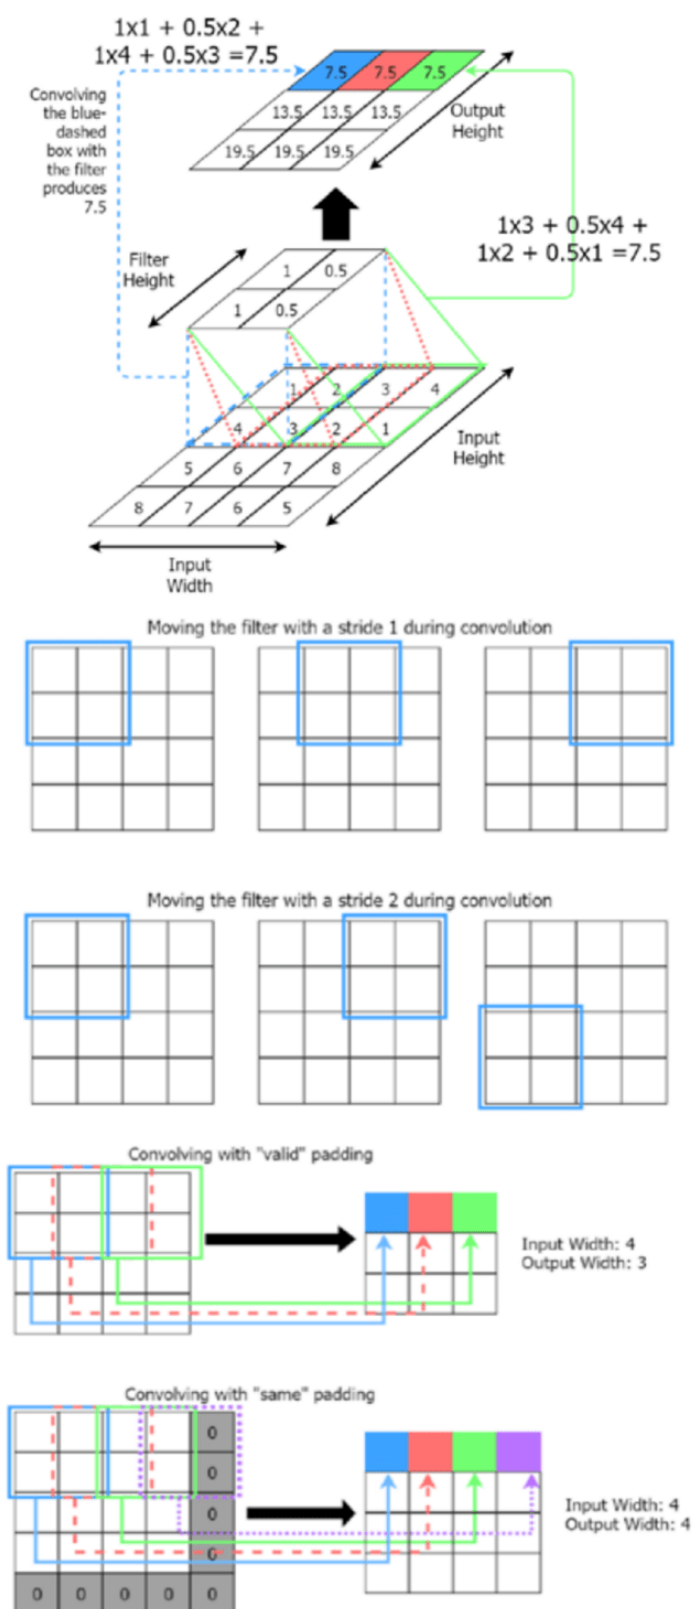 1x1 + 0.5x2 +
1x4 + 0.5x3 =7.5
7.5 7.5 7.5
Convolving
the blue-
dashed
box with
the filter
produces
7.5
13.5 13.5 13.5
19.5 19.5 19.5
Output
Height
1x3 + 0.5x4 +
1x2 + 0.5x1 =7.5
Filter
Height
1 0.5
1 0.5
1 2 3 4
4 3 2 1
5 6 7 8
8 7 6 5
Input
Height
Input
Width
Moving the filter with a stride 1 during convolution
Moving the filter with a stride 2 during convolution
Convolving with "valid" padding
Input Width: 4
Output Width: 3
Convolving with "same" padding
0
0
0
0
0 0 0 0 0
Input Width: 4
Output Width: 4